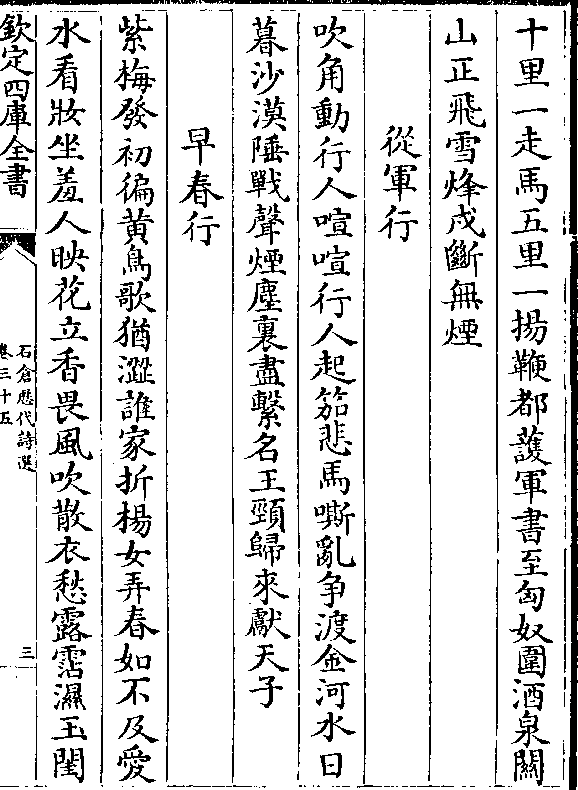 十里一走馬五里一揚鞭都䕶軍書至匈奴圍酒泉闗
山正飛雪烽戍斷無煙
從軍行
吹角動行人喧喧行人起笳悲馬嘶亂争渡金河水日
暮沙漠陲戰聲煙塵裏盡繫名王頸歸來獻天子
早春行
紫梅發初徧黄鳥歌猶澀誰家折楊女弄春如不及愛
水看妝坐羞人映花立香畏風吹散衣愁露霑濕玉閨
欽定四庫全書
石倉歴代詩選
卷三十五
三